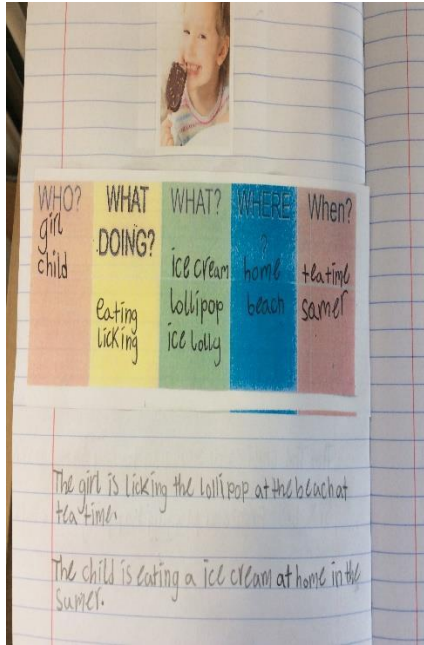 WHO?
girl
child
WHAT
DOING?
eating
licking
WHAT?
ice cream
lollipop
ice lolly
WHERE
?
home
beach
When?
teatime
samer
The girl is licking the lollipop at the beach at
tea time.
The child is eating a ice cream at home in the
sumer.